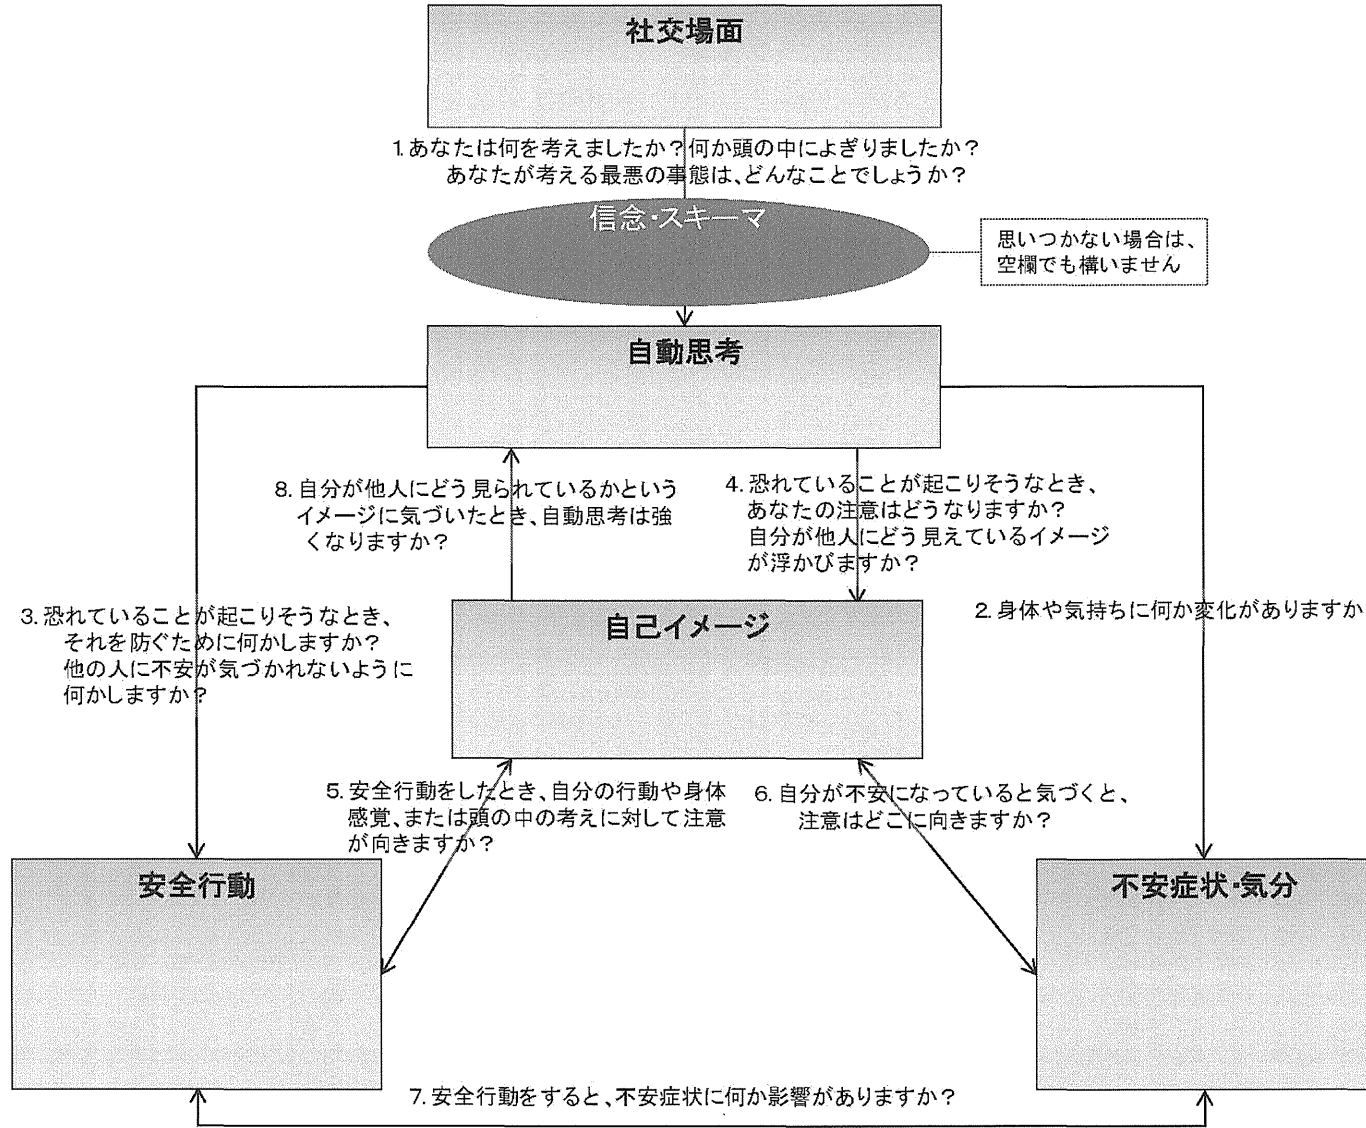 社交場面
1.あなたは何を考えましたか?何か頭の中によぎりましたか?
あなたが考える最悪の事態は、どんなことでしょうか?
信念・スキーマ
思いつかない場合は、
空欄でも構いません
自動思考
8. 自分が他人にどう見られているかという
イメージに気づいたとき、自動思考は強
くなりますか?
4. 恐れていることが起こりそうなとき、
あなたの注意はどうなりますか?
自分が他人にどう見えているイメージ
が浮かびますか?
3. 恐れていることが起こりそうなとき、
それを防ぐために何かしますか?
他の人に不安が気づかれないように
何かしますか?
自己イメージ
2. 身体や気持ちに何か変化がありますか
5. 安全行動をしたとき、自分の行動や身体
感覚、または頭の中の考えに対して注意
が向きますか?
6. 自分が不安になっていると気づくと、
注意はどこに向きますか?
安全行動
不安症状・気分
7. 安全行動をすると、不安症状に何か影響がありますか?